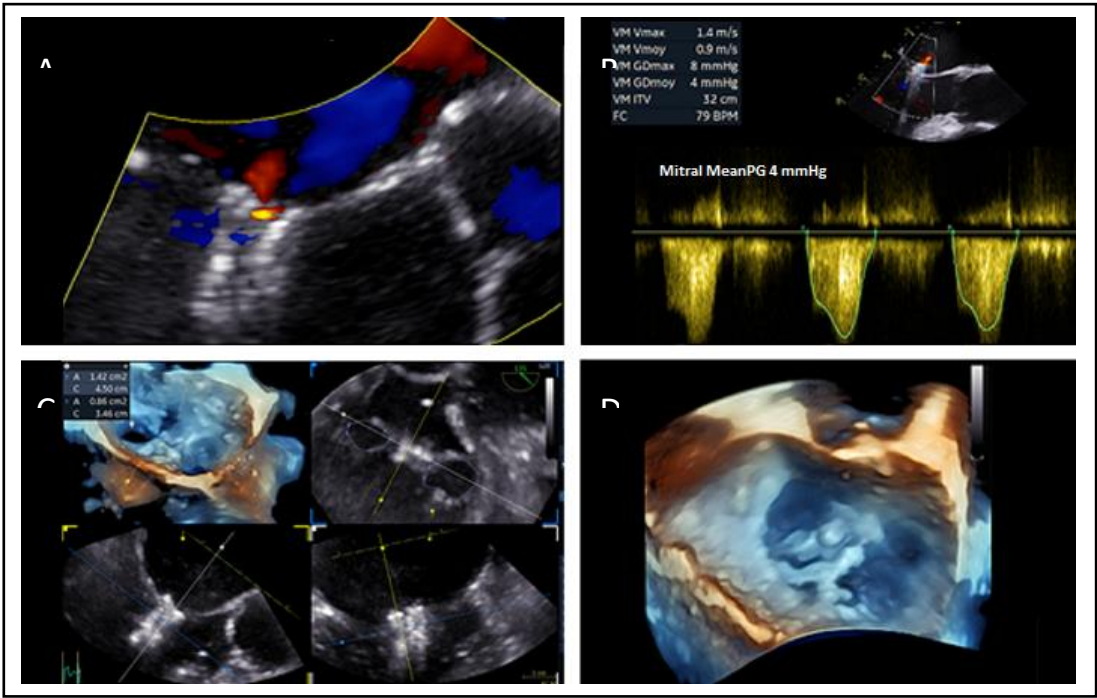 A
VM Vmax 1.4 m/s
VM Vmoy 0.9 m/s
VM GDmax 8 mmHg
VM GDmoy 4 mmHg
VM ITV 32 cm
FC 79 BPM
Mitral MeanPG 4 mmHg
A 1.42 cm2
C 4.50 cm
A 0.86 cm2
C 3.46 cm